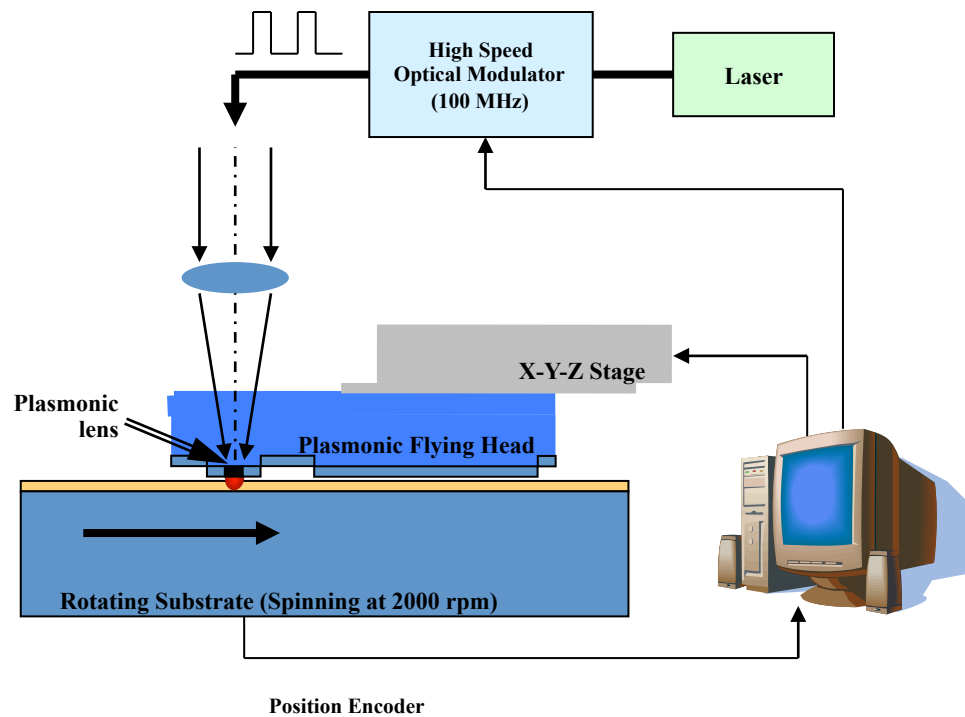 High Speed
Optical Modulator
(100 MHz)
Laser
X-Y-Z Stage
Plasmonic
lens
Plasmonic Flying Head
Rotating Substrate (Spinning at 2000 rpm)
Position Encoder